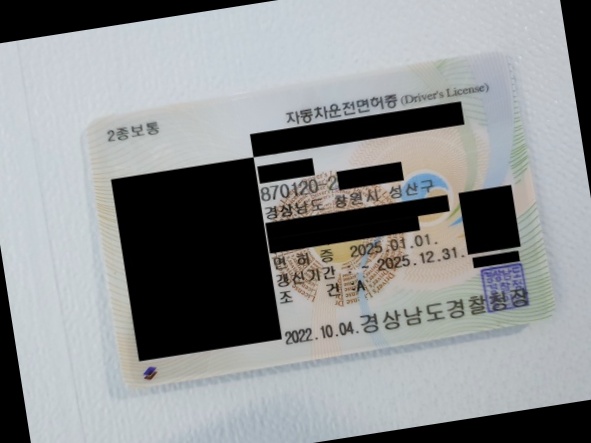 2종보통
자동차운전면허증 (Driver's License)
870120-2
경상남도 창원시 성산구
면 허 증 2025.01.01.
갱신기간 : 2025.12.31.
조 건 : A
2022.10.04. 경상남도경찰청장